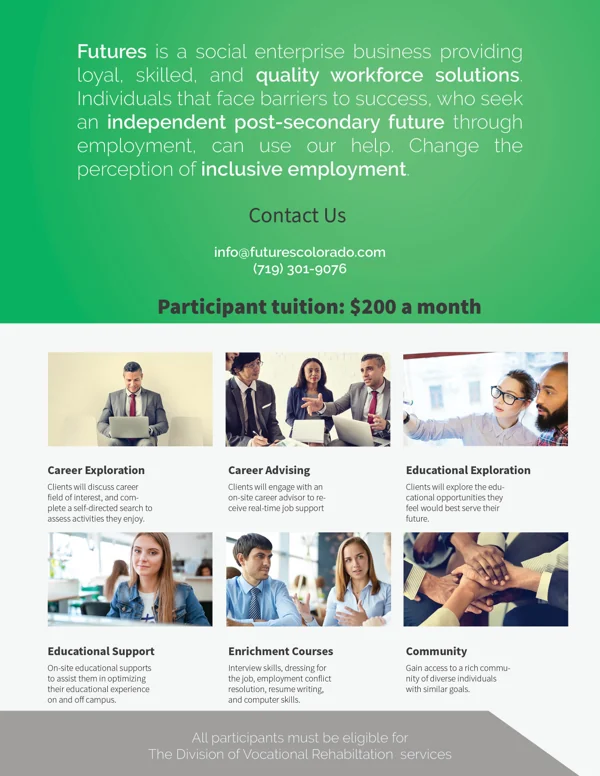 Futures is a social enterprise business providing
loyal, skilled, and quality workforce solutions.
Individuals that face barriers to success, who seek
an independent post-secondary future through
employment, can use our help. Change the
perception of inclusive employment.
Contact Us
info@futurescolorado.com
(719) 301-9076
Participant tuition: $200 a month
Career Exploration
Clients will discuss career
field of interest, and com-
plete a self-directed search to
assess activities they enjoy.
Career Advising
Clients will engage with an
on-site career advisor to re-
ceive real-time job support
Educational Exploration
Clients will explore the edu-
cational opportunities they
feel would best serve their
future.
Educational Support
On-site educational supports
to assist them in optimizing
their educational experience
on and off campus.
Enrichment Courses
Interview skills, dressing for
the job, employment conflict
resolution, resume writing,
and computer skills.
Community
Gain access to a rich commu-
nity of diverse individuals
with similar goals.
All participants must be eligible for
The Division of Vocational Rehabiltation services